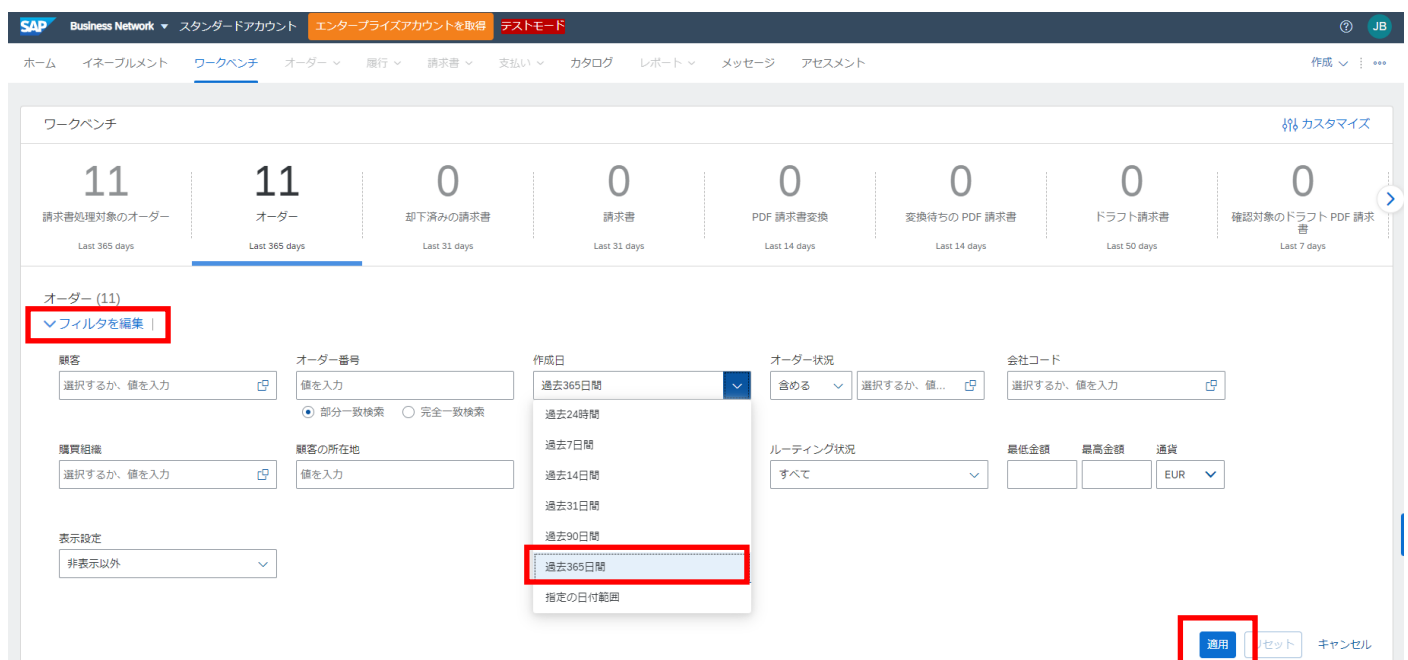 SAP Business Network スタンダードアカウント エンタープライズアカウントを取得 テストモード JB
ホーム イネーブルメント ワークベンチ オーダー 履行 請求書 支払い カタログ レポート メッセージ アセスメント 作成
ワークベンチ カスタマイズ
11 11 0 0 0 0 0 0
請求書処理対象のオーダー オーダー 却下済みの請求書 請求書 PDF 請求書変換 変換待ちの PDF 請求書 ドラフト請求書 確認対象のドラフト PDF 請求
書
Last 365 days Last 365 days Last 31 days Last 31 days Last 14 days Last 14 days Last 50 days Last 7 days
オーダー (11)
フィルタを編集
顧客 オーダー番号 作成日 オーダー状況 会社コード
選択するか、値を入力 値を入力 過去365日間 含める 選択するか、値... 選択するか、値を入力
部分一致検索 完全一致検索 過去24時間
過去7日間
購買組織 顧客の所在地 ルーティング状況 最低金額 最高金額 通貨
選択するか、値を入力 値を入力 過去14日間 すべて EUR
過去31日間
表示設定 過去90日間
非表示以外 過去365日間
指定の日付範囲
適用 リセット キャンセル